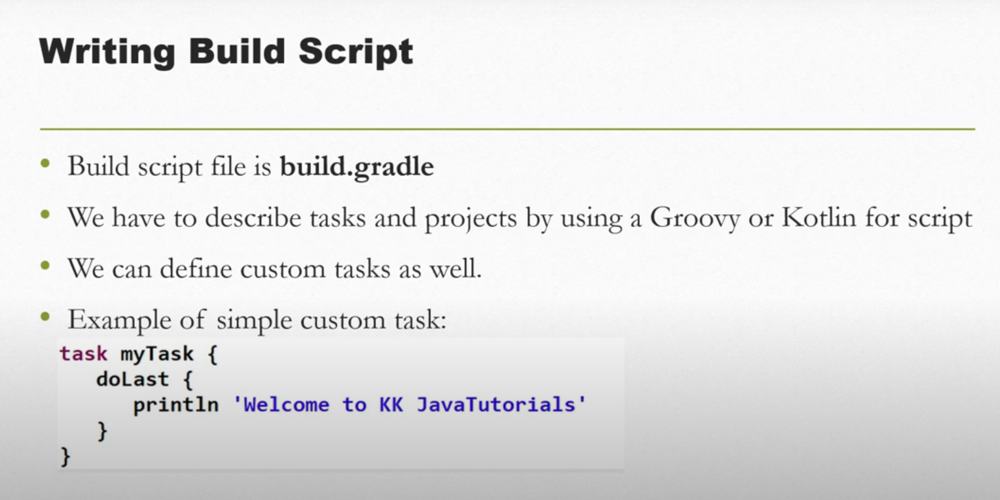 Writing Build Script
• Build script file is build.gradle
• We have to describe tasks and projects by using a Groovy or Kotlin for script
• We can define custom tasks as well.
• Example of simple custom task:
task myTask {
   doLast {
      println 'Welcome to KK JavaTutorials'
   }
}